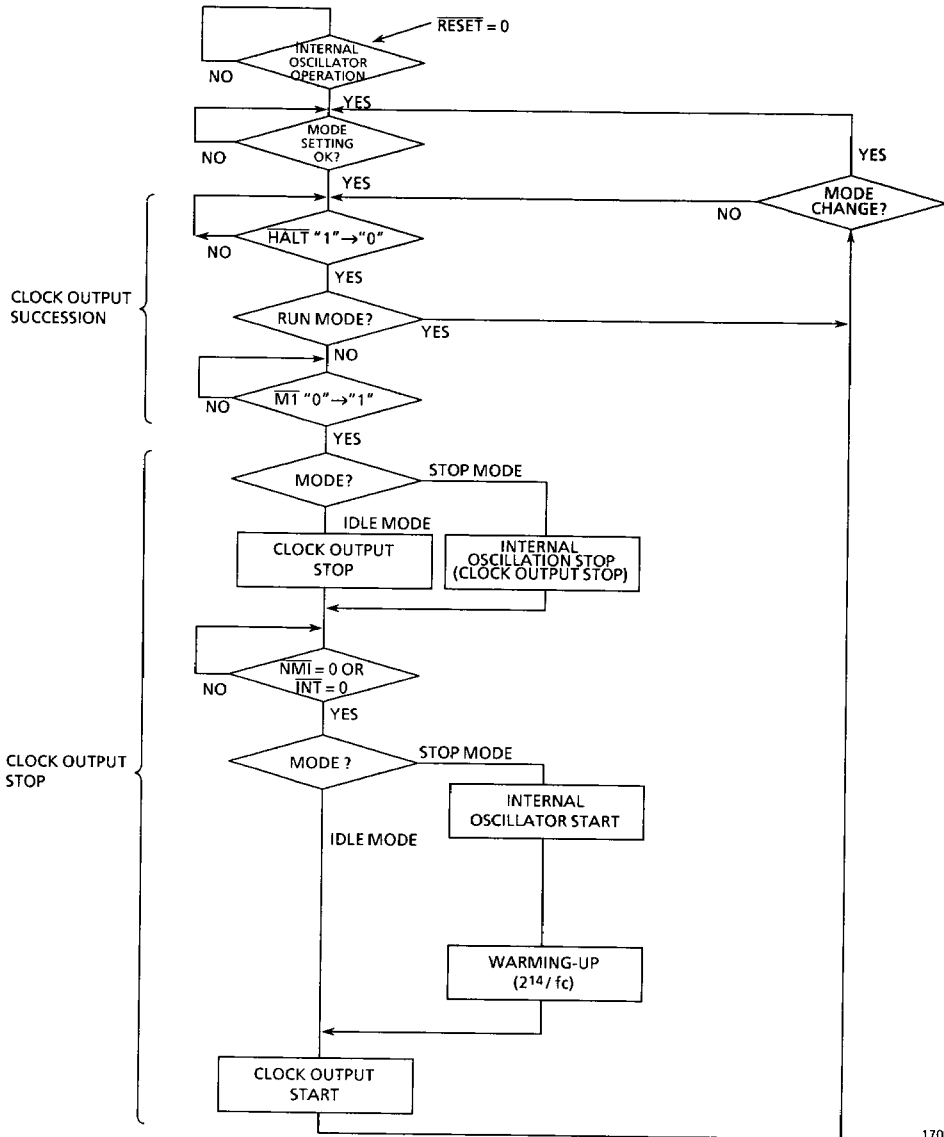 RESET = 0
INTERNAL
OSCILLATOR
OPERATION
NO
YES
MODE
SETTING
OK?
NO
YES
YES
MODE
CHANGE?
NO
HALT "1"→"0"
NO
YES
CLOCK OUTPUT
SUCCESSION
RUN MODE?
YES
NO
M1 "0"→"1"
NO
YES
MODE?
STOP MODE
IDLE MODE
CLOCK OUTPUT
STOP
INTERNAL
OSCILLATION STOP
(CLOCK OUTPUT STOP)
NMI = 0 OR
INT = 0
NO
YES
CLOCK OUTPUT
STOP
MODE ?
STOP MODE
INTERNAL
OSCILLATOR START
IDLE MODE
WARMING-UP
(2¹⁴/ fc)
CLOCK OUTPUT
START
170